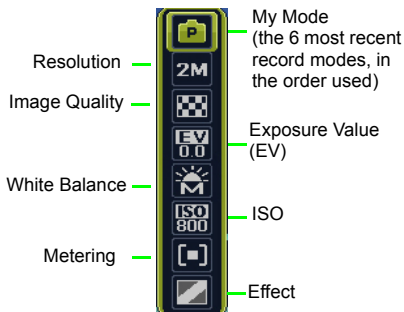 My Mode
(the 6 most recent
record modes, in
the order used)
P
Resolution
2M
Image Quality
Exposure Value
(EV)
EV
0.0
White Balance
M
ISO
ISO
800
Metering
Effect